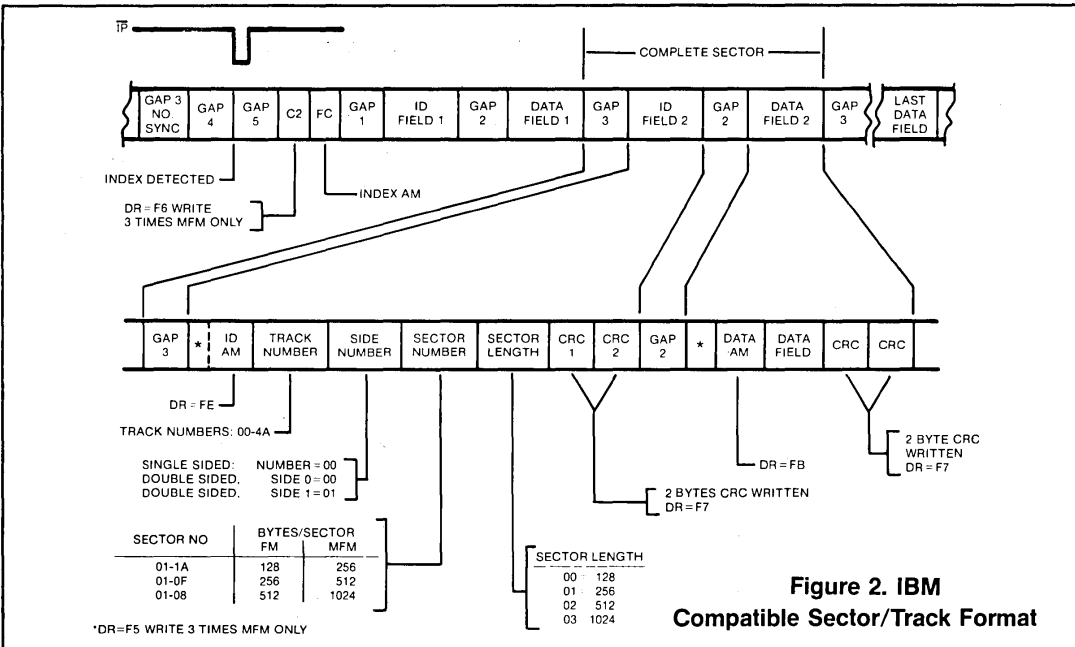 IP
COMPLETE SECTOR
GAP 3 NO. SYNC
GAP 4
GAP 5
C2
FC
GAP 1
ID FIELD 1
GAP 2
DATA FIELD 1
GAP 3
ID FIELD 2
GAP 2
DATA FIELD 2
GAP 3
LAST DATA FIELD
INDEX DETECTED
INDEX AM
DR=F6 WRITE
3 TIMES MFM ONLY
GAP 3
*
ID AM
TRACK NUMBER
SIDE NUMBER
SECTOR NUMBER
SECTOR LENGTH
CRC 1
CRC 2
GAP 2
*
DATA AM
DATA FIELD
CRC
CRC
DR=FE
TRACK NUMBERS: 00-4A
SINGLE SIDED: NUMBER=00
DOUBLE SIDED, SIDE 0=00
DOUBLE SIDED, SIDE 1=01
DR=FB
2 BYTE CRC
WRITTEN
DR=F7
2 BYTES CRC WRITTEN
DR=F7
SECTOR NO BYTES/SECTOR
FM MFM
01-1A 128 256
01-0F 256 512
01-08 512 1024
SECTOR LENGTH
00 128
01 256
02 512
03 1024
*DR=F5 WRITE 3 TIMES MFM ONLY
Figure 2. IBM
Compatible Sector/Track Format